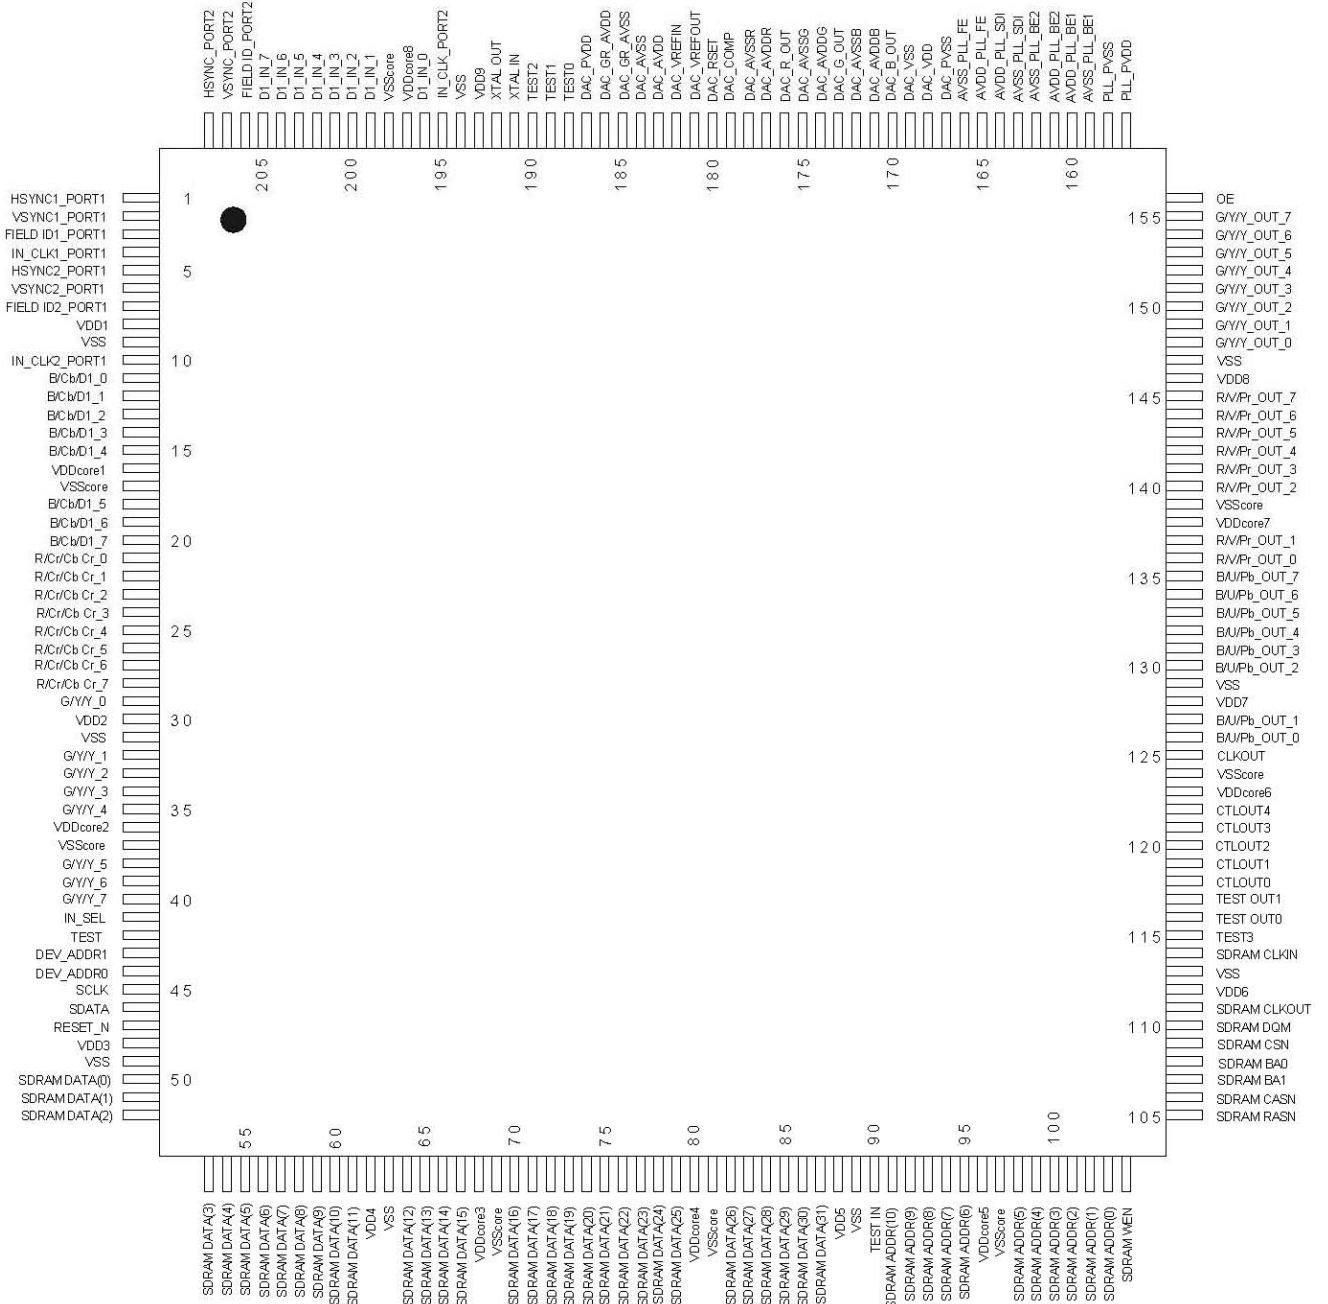 HSYNC_PORT2
VSYNC_PORT2
FIELD ID_PORT2
D1_IN_7
D1_IN_6
D1_IN_5
D1_IN_4
D1_IN_3
D1_IN_2
D1_IN_1
VSScore
VDDcore8
D1_IN_0
IN_CLK_PORT2
VSS
VDD9
XTAL OUT
XTAL IN
TEST2
TEST1
TEST0
DAC_PVDD
DAC_GR_AVDD
DAC_GR_AVSS
DAC_AVSS
DAC_AVDD
DAC_VREFIN
DAC_VREFOUT
DAC_RSET
DAC_COMP
DAC_AVSSR
DAC_AVDDR
DAC_R_OUT
DAC_AVSSG
DAC_AVDDG
DAC_G_OUT
DAC_AVSSB
DAC_AVDDB
DAC_B_OUT
DAC_VSS
DAC_VDD
DAC_PVSS
AVSS_PLL_FE
AVDD_PLL_FE
AVDD_PLL_SDI
AVSS_PLL_SDI
AVSS_PLL_BE2
AVDD_PLL_BE2
AVDD_PLL_BE1
AVSS_PLL_BE1
PLL_PVSS
PLL_PVDD
205
200
195
190
185
180
175
170
165
160
HSYNC1_PORT1
1
VSYNC1_PORT1
FIELD ID1_PORT1
IN_CLK1_PORT1
HSYNC2_PORT1
5
VSYNC2_PORT1
FIELD ID2_PORT1
VDD1
VSS
IN_CLK2_PORT1
10
B/Cb/D1_0
B/Cb/D1_1
B/Cb/D1_2
B/Cb/D1_3
B/Cb/D1_4
15
VDDcore1
VSScore
B/Cb/D1_5
B/Cb/D1_6
B/Cb/D1_7
20
R/Cr/Cb Cr_0
R/Cr/Cb Cr_1
R/Cr/Cb Cr_2
R/Cr/Cb Cr_3
R/Cr/Cb Cr_4
25
R/Cr/Cb Cr_5
R/Cr/Cb Cr_6
R/Cr/Cb Cr_7
G/Y/Y_0
VDD2
30
VSS
G/Y/Y_1
G/Y/Y_2
G/Y/Y_3
G/Y/Y_4
35
VDDcore2
VSScore
G/Y/Y_5
G/Y/Y_6
G/Y/Y_7
40
IN_SEL
TEST
DEV_ADDR1
DEV_ADDR0
SCLK
45
SDATA
RESET_N
VDD3
VSS
SDRAM DATA(0)
50
SDRAM DATA(1)
SDRAM DATA(2)
OE
155
G/Y/Y_OUT_7
G/Y/Y_OUT_6
G/Y/Y_OUT_5
G/Y/Y_OUT_4
G/Y/Y_OUT_3
150
G/Y/Y_OUT_2
G/Y/Y_OUT_1
G/Y/Y_OUT_0
VSS
VDD8
145
R/V/Pr_OUT_7
R/V/Pr_OUT_6
R/V/Pr_OUT_5
R/V/Pr_OUT_4
R/V/Pr_OUT_3
140
R/V/Pr_OUT_2
VSScore
VDDcore7
R/V/Pr_OUT_1
R/V/Pr_OUT_0
135
B/U/Pb_OUT_7
B/U/Pb_OUT_6
B/U/Pb_OUT_5
B/U/Pb_OUT_4
B/U/Pb_OUT_3
130
B/U/Pb_OUT_2
VSS
VDD7
B/U/Pb_OUT_1
B/U/Pb_OUT_0
125
CLKOUT
VSScore
VDDcore6
CTLOUT4
CTLOUT3
120
CTLOUT2
CTLOUT1
CTLOUT0
TEST OUT1
TEST OUT0
115
TEST3
SDRAM CLKIN
VSS
VDD6
SDRAM CLKOUT
110
SDRAM DQM
SDRAM CSN
SDRAM BA0
SDRAM BA1
SDRAM CASN
105
SDRAM RASN
55
60
65
70
75
80
85
90
95
100
SDRAM DATA(3)
SDRAM DATA(4)
SDRAM DATA(5)
SDRAM DATA(6)
SDRAM DATA(7)
SDRAM DATA(8)
SDRAM DATA(9)
SDRAM DATA(10)
SDRAM DATA(11)
VDD4
VSS
SDRAM DATA(12)
SDRAM DATA(13)
SDRAM DATA(14)
SDRAM DATA(15)
VDDcore3
VSScore
SDRAM DATA(16)
SDRAM DATA(17)
SDRAM DATA(18)
SDRAM DATA(19)
SDRAM DATA(20)
SDRAM DATA(21)
SDRAM DATA(22)
SDRAM DATA(23)
SDRAM DATA(24)
SDRAM DATA(25)
VDDcore4
VSScore
SDRAM DATA(26)
SDRAM DATA(27)
SDRAM DATA(28)
SDRAM DATA(29)
SDRAM DATA(30)
SDRAM DATA(31)
VDD5
VSS
TEST IN
SDRAM ADDR(10)
SDRAM ADDR(9)
SDRAM ADDR(8)
SDRAM ADDR(7)
SDRAM ADDR(6)
VDDcore5
VSScore
SDRAM ADDR(5)
SDRAM ADDR(4)
SDRAM ADDR(3)
SDRAM ADDR(2)
SDRAM ADDR(1)
SDRAM ADDR(0)
SDRAM WEN